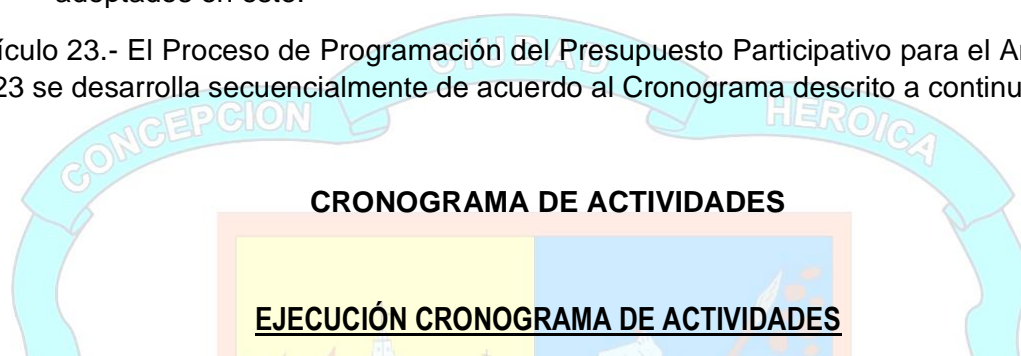 adoptados en este.
ículo 23.- El Proceso de Programación del Presupuesto Participativo para el A
23 se desarrolla secuencialmente de acuerdo al Cronograma descrito a continu
CIUDAD
CONCEPCION
HEROICA
CRONOGRAMA DE ACTIVIDADES
EJECUCIÓN CRONOGRAMA DE ACTIVIDADES